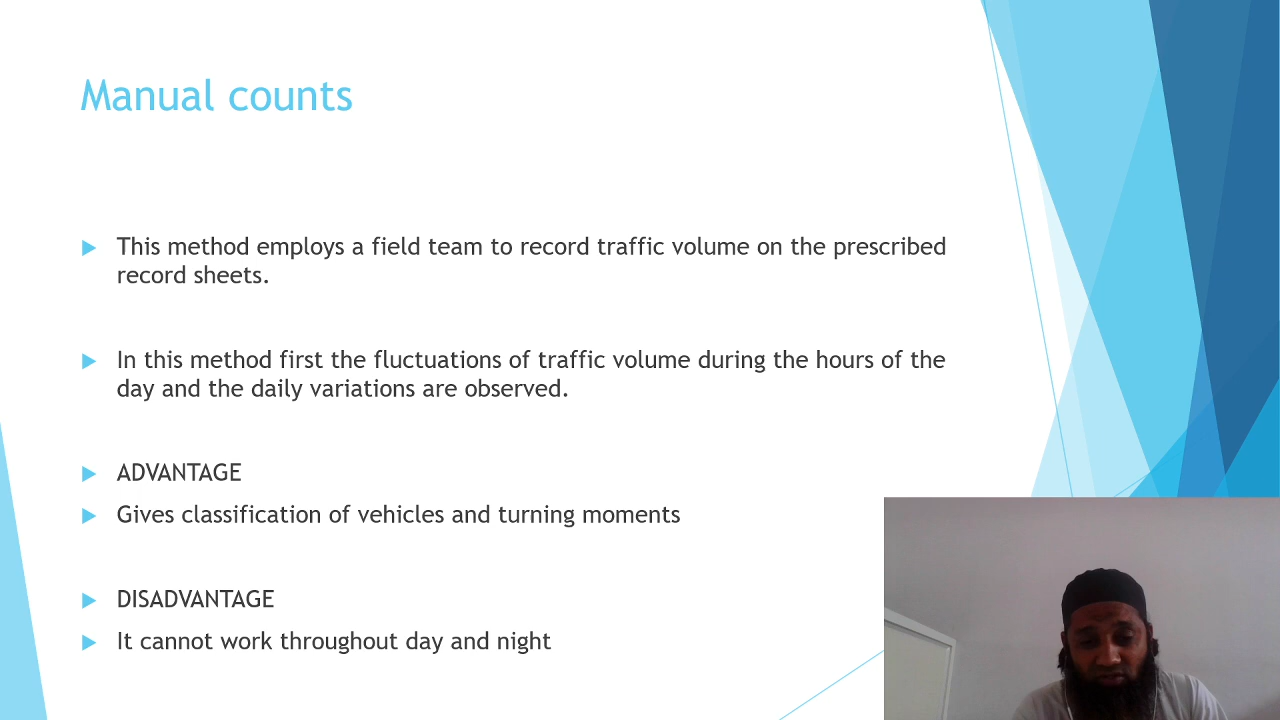 Manual counts
This method employs a field team to record traffic volume on the prescribed
record sheets.
In this method first the fluctuations of traffic volume during the hours of the
day and the daily variations are observed.
ADVANTAGE
Gives classification of vehicles and turning moments
DISADVANTAGE
It cannot work throughout day and night